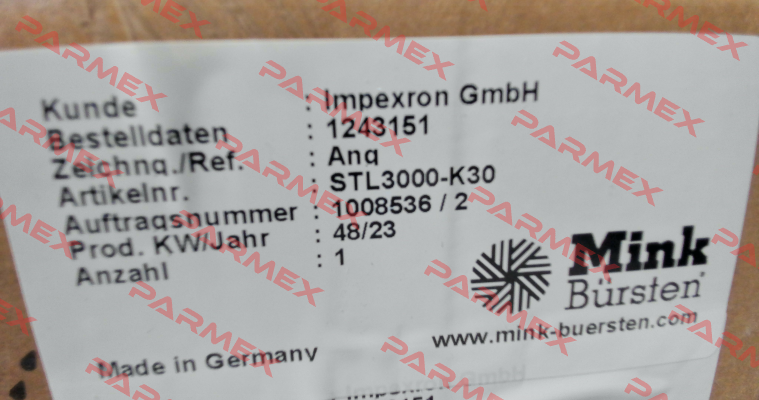 Kunde : Impexron GmbH
Bestelldaten : 1243151
Zeichng./Ref. : Ang
Artikelnr. : STL3000-K30
Auftragsnummer : 1008536 / 2
Prod. KW/Jahr : 48/23
Anzahl : 1
Mink
Bürsten
www.mink-buersten.com
Made in Germany
PARMEX